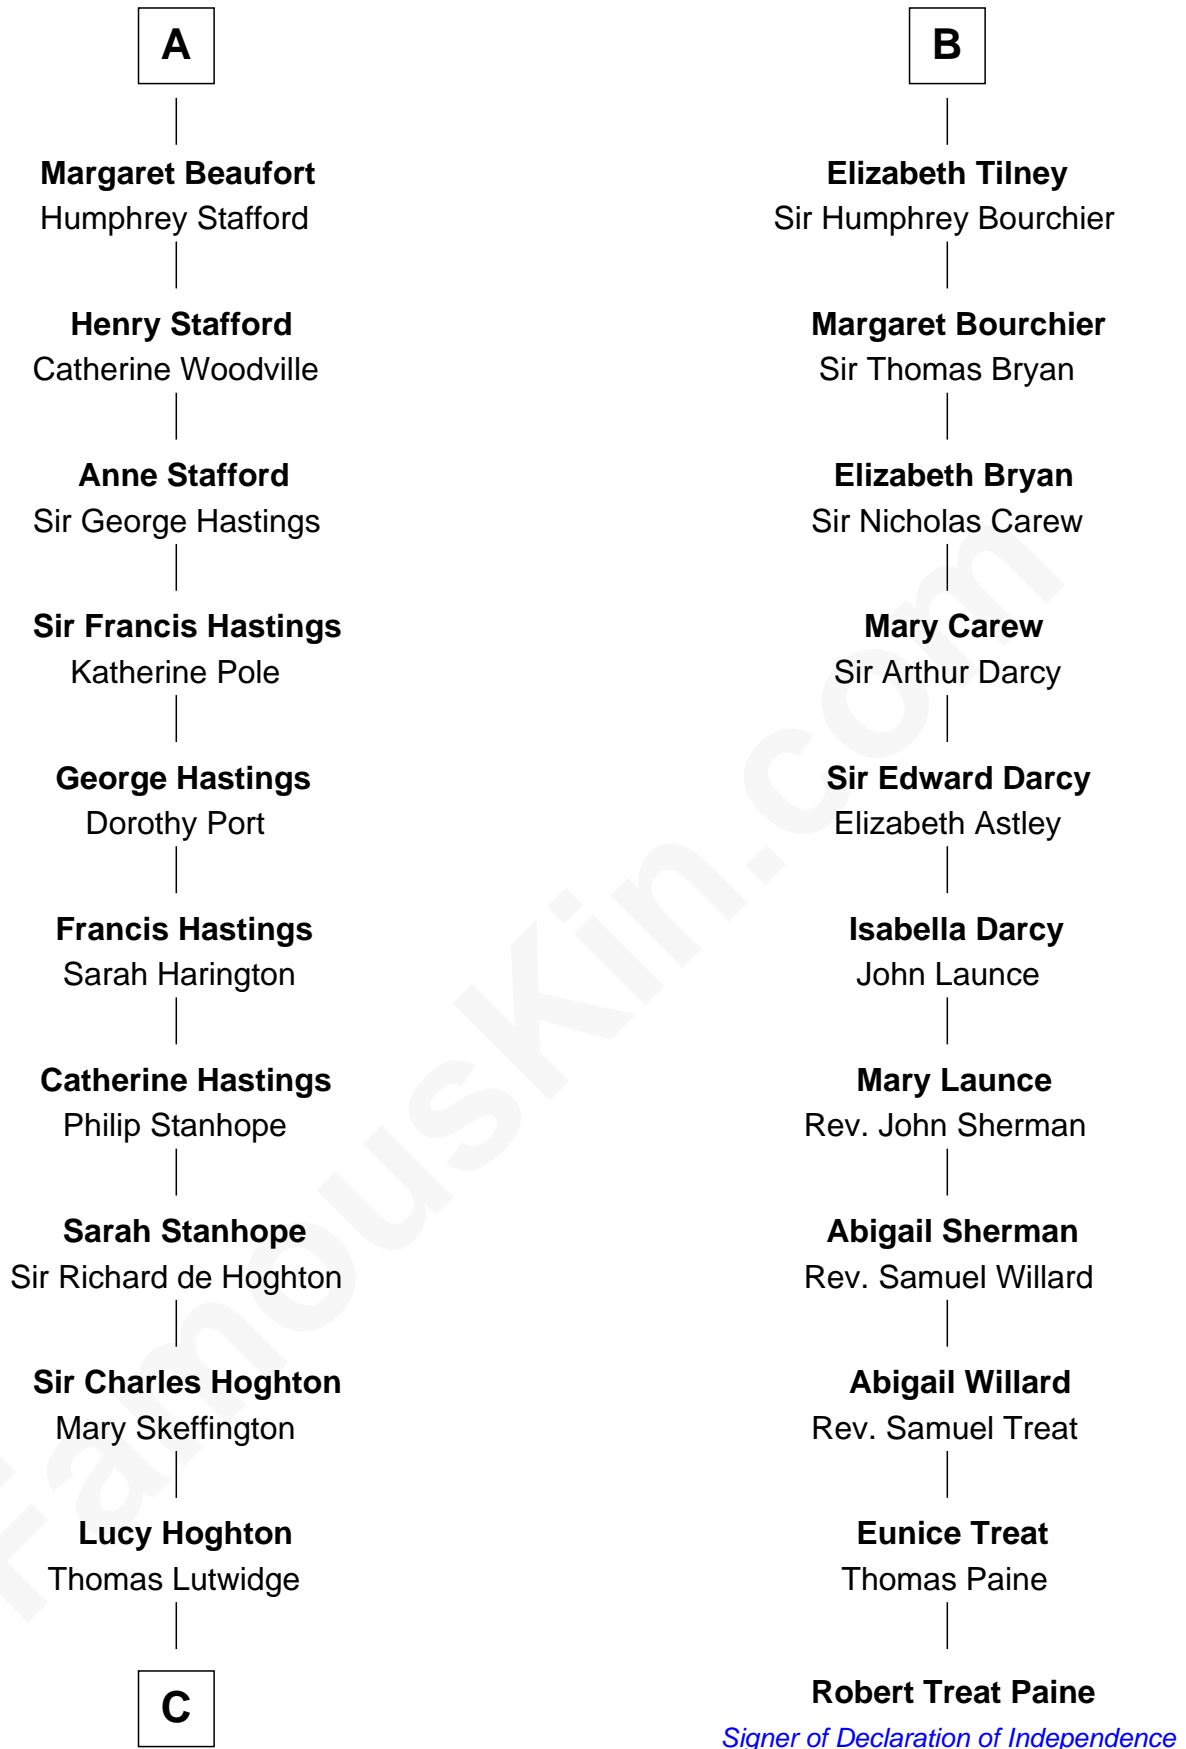 A
Margaret Beaufort
Humphrey Stafford
Henry Stafford
Catherine Woodville
Anne Stafford
Sir George Hastings
Sir Francis Hastings
Katherine Pole
George Hastings
Dorothy Port
Francis Hastings
Sarah Harington
Catherine Hastings
Philip Stanhope
Sarah Stanhope
Sir Richard de Hoghton
Sir Charles Hoghton
Mary Skeffington
Lucy Hoghton
Thomas Lutwidge
C
B
Elizabeth Tilney
Sir Humphrey Bourchier
Margaret Bourchier
Sir Thomas Bryan
Elizabeth Bryan
Sir Nicholas Carew
Mary Carew
Sir Arthur Darcy
Sir Edward Darcy
Elizabeth Astley
Isabella Darcy
John Launce
Mary Launce
Rev. John Sherman
Abigail Sherman
Rev. Samuel Willard
Abigail Willard
Rev. Samuel Treat
Eunice Treat
Thomas Paine
Robert Treat Paine
Signer of Declaration of Independence
FamousKin.com